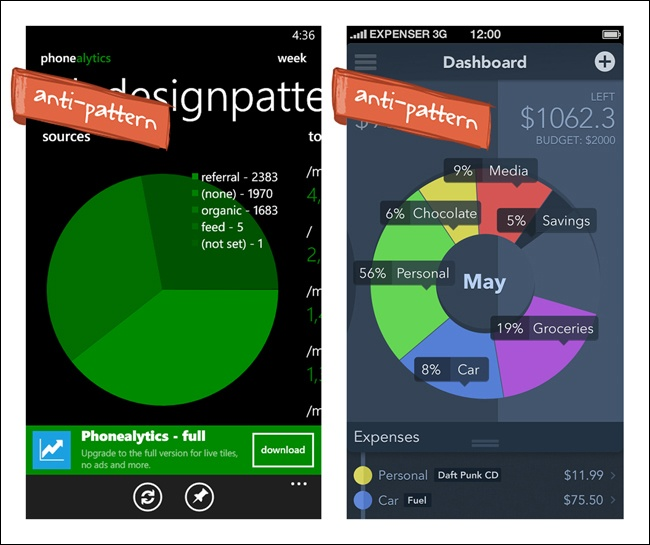 4:36
phonealytics week
designpatte
anti-pattern
sources to
referral - 2383
(none) - 1970
organic - 1683
feed - 5
(not set) - 1
/m
4,
/
2,
/m
1,4
/m
1,3
/m
Phonealytics - full
Upgrade to the full version for live tiles,
no ads and more.
download
EXPENSER 3G 12:00
Dashboard
anti-pattern
LEFT
$1062.3
BUDGET: $2000
9% Media
6% Chocolate
5% Savings
56% Personal
May
19% Groceries
8% Car
Expenses
Personal Daft Punk CD $11.99
Car Fuel $75.50